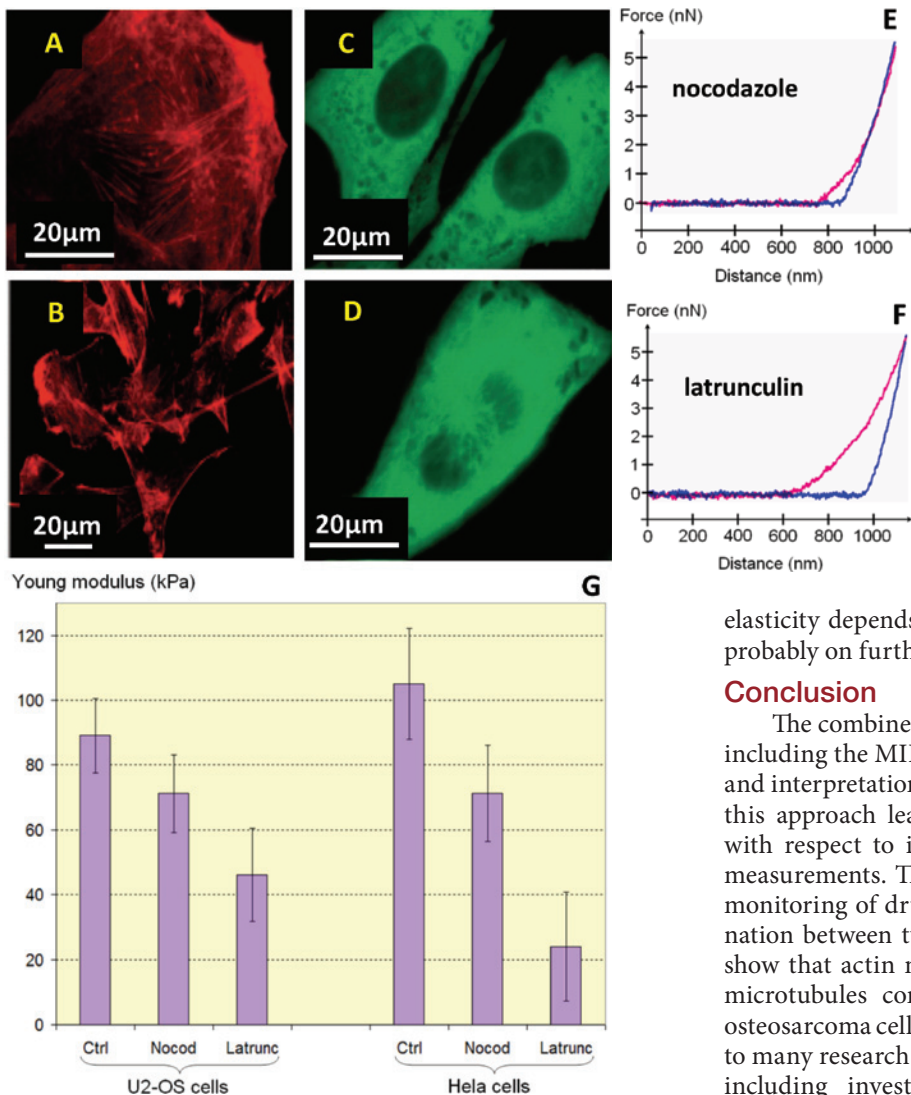 A
20μm
B
20μm
C
20μm
D
20μm
Force (nN)
E
nocodazole
5
4
3
2
1
0
0 200 400 600 800 1000
Distance (nm)
Force (nN)
F
latrunculin
5
4
3
2
1
0
0 200 400 600 800 1000
Distance (nm)
Young modulus (kPa)
G
120
100
80
60
40
20
0
Ctrl Nocod Latrunc Ctrl Nocod Latrunc
U2-OS cells Hela cells
elasticity depends
probably on furth
Conclusion
The combine
including the MII
and interpretation
this approach lea
with respect to i
measurements. Th
monitoring of dr
nation between t
show that actin
microtubules con
osteosarcoma cell
to many research
including invest